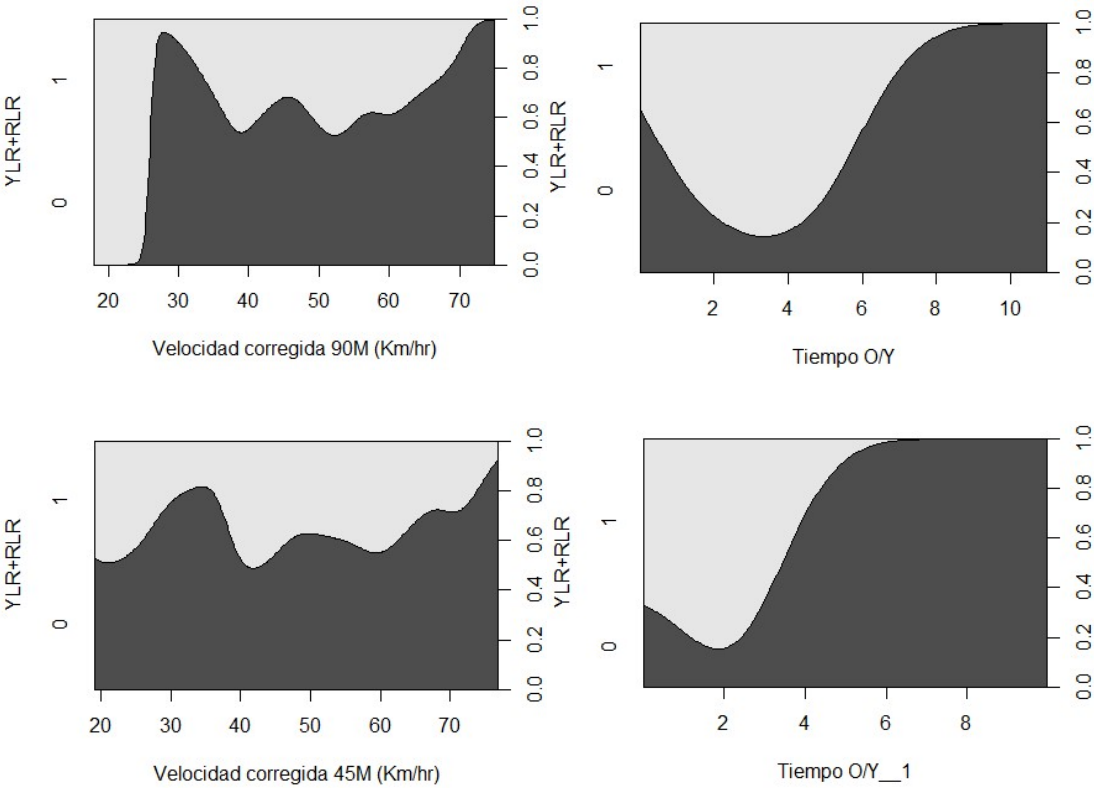 YLR+RLR
0 1
0.0 0.2 0.4 0.6 0.8 1.0
20 30 40 50 60 70
Velocidad corregida 90M (Km/hr)
YLR+RLR
0 1
0.0 0.2 0.4 0.6 0.8 1.0
2 4 6 8 10
Tiempo O/Y
YLR+RLR
0 1
0.0 0.2 0.4 0.6 0.8 1.0
20 30 40 50 60 70
Velocidad corregida 45M (Km/hr)
YLR+RLR
0 1
0.0 0.2 0.4 0.6 0.8 1.0
2 4 6 8
Tiempo O/Y__1